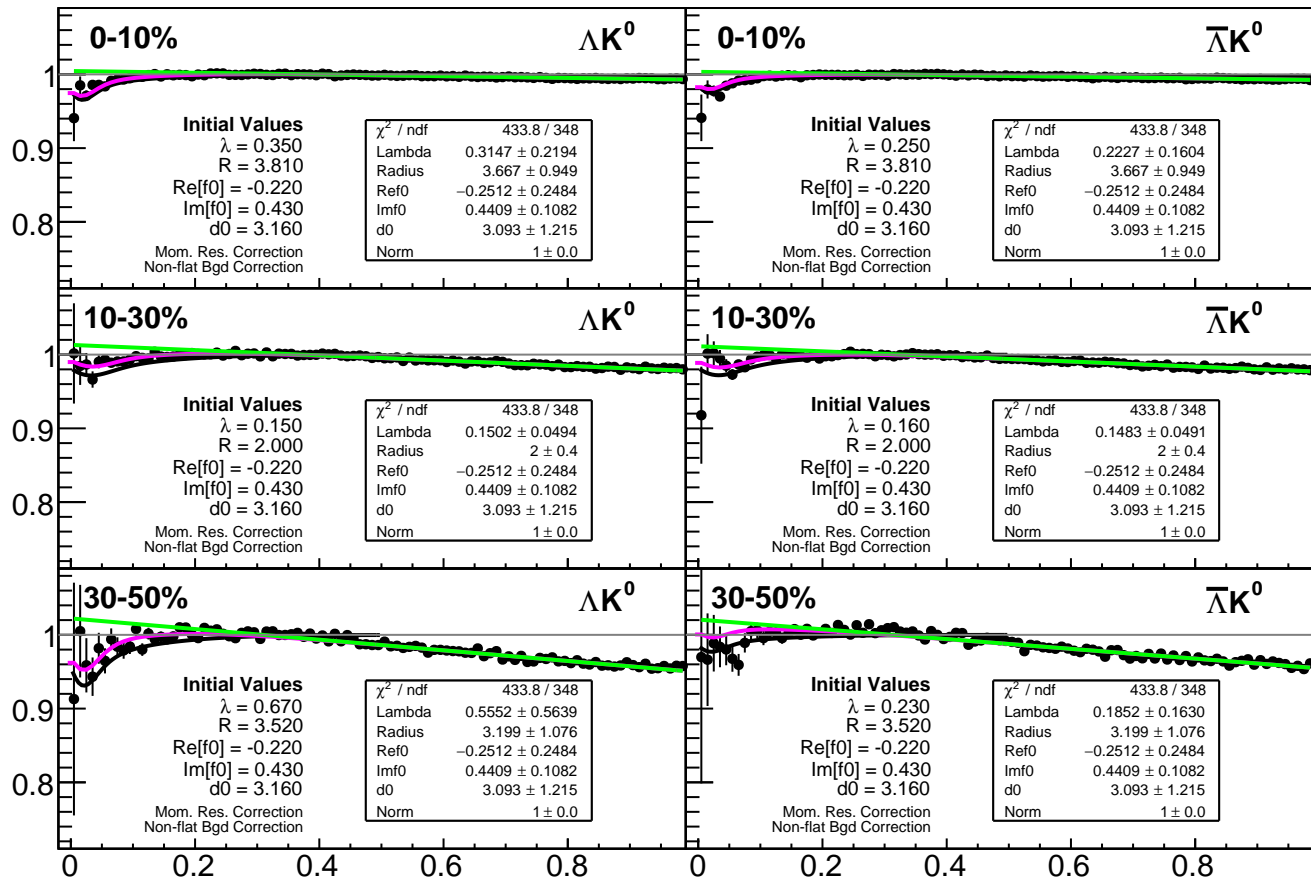 0-10%
ΛK⁰
1
0.9
0.8
Initial Values
λ = 0.350
R = 3.810
Re[f0] = -0.220
Im[f0] = 0.430
d0 = 3.160
Mom. Res. Correction
Non-flat Bgd Correction
χ² / ndf 433.8 / 348
Lambda 0.3147 ± 0.2194
Radius 3.667 ± 0.949
Ref0 −0.2512 ± 0.2484
Imf0 0.4409 ± 0.1082
d0 3.093 ± 1.215
Norm 1 ± 0.0
0-10%
Λ̅K⁰
Initial Values
λ = 0.250
R = 3.810
Re[f0] = -0.220
Im[f0] = 0.430
d0 = 3.160
Mom. Res. Correction
Non-flat Bgd Correction
χ² / ndf 433.8 / 348
Lambda 0.2227 ± 0.1604
Radius 3.667 ± 0.949
Ref0 −0.2512 ± 0.2484
Imf0 0.4409 ± 0.1082
d0 3.093 ± 1.215
Norm 1 ± 0.0
10-30%
ΛK⁰
1
0.9
0.8
Initial Values
λ = 0.150
R = 2.000
Re[f0] = -0.220
Im[f0] = 0.430
d0 = 3.160
Mom. Res. Correction
Non-flat Bgd Correction
χ² / ndf 433.8 / 348
Lambda 0.1502 ± 0.0494
Radius 2 ± 0.4
Ref0 −0.2512 ± 0.2484
Imf0 0.4409 ± 0.1082
d0 3.093 ± 1.215
Norm 1 ± 0.0
10-30%
Λ̅K⁰
Initial Values
λ = 0.160
R = 2.000
Re[f0] = -0.220
Im[f0] = 0.430
d0 = 3.160
Mom. Res. Correction
Non-flat Bgd Correction
χ² / ndf 433.8 / 348
Lambda 0.1483 ± 0.0491
Radius 2 ± 0.4
Ref0 −0.2512 ± 0.2484
Imf0 0.4409 ± 0.1082
d0 3.093 ± 1.215
Norm 1 ± 0.0
30-50%
ΛK⁰
1
0.9
0.8
Initial Values
λ = 0.670
R = 3.520
Re[f0] = -0.220
Im[f0] = 0.430
d0 = 3.160
Mom. Res. Correction
Non-flat Bgd Correction
χ² / ndf 433.8 / 348
Lambda 0.5552 ± 0.5639
Radius 3.199 ± 1.076
Ref0 −0.2512 ± 0.2484
Imf0 0.4409 ± 0.1082
d0 3.093 ± 1.215
Norm 1 ± 0.0
30-50%
Λ̅K⁰
Initial Values
λ = 0.230
R = 3.520
Re[f0] = -0.220
Im[f0] = 0.430
d0 = 3.160
Mom. Res. Correction
Non-flat Bgd Correction
χ² / ndf 433.8 / 348
Lambda 0.1852 ± 0.1630
Radius 3.199 ± 1.076
Ref0 −0.2512 ± 0.2484
Imf0 0.4409 ± 0.1082
d0 3.093 ± 1.215
Norm 1 ± 0.0
0 0.2 0.4 0.6 0.8 0 0.2 0.4 0.6 0.8